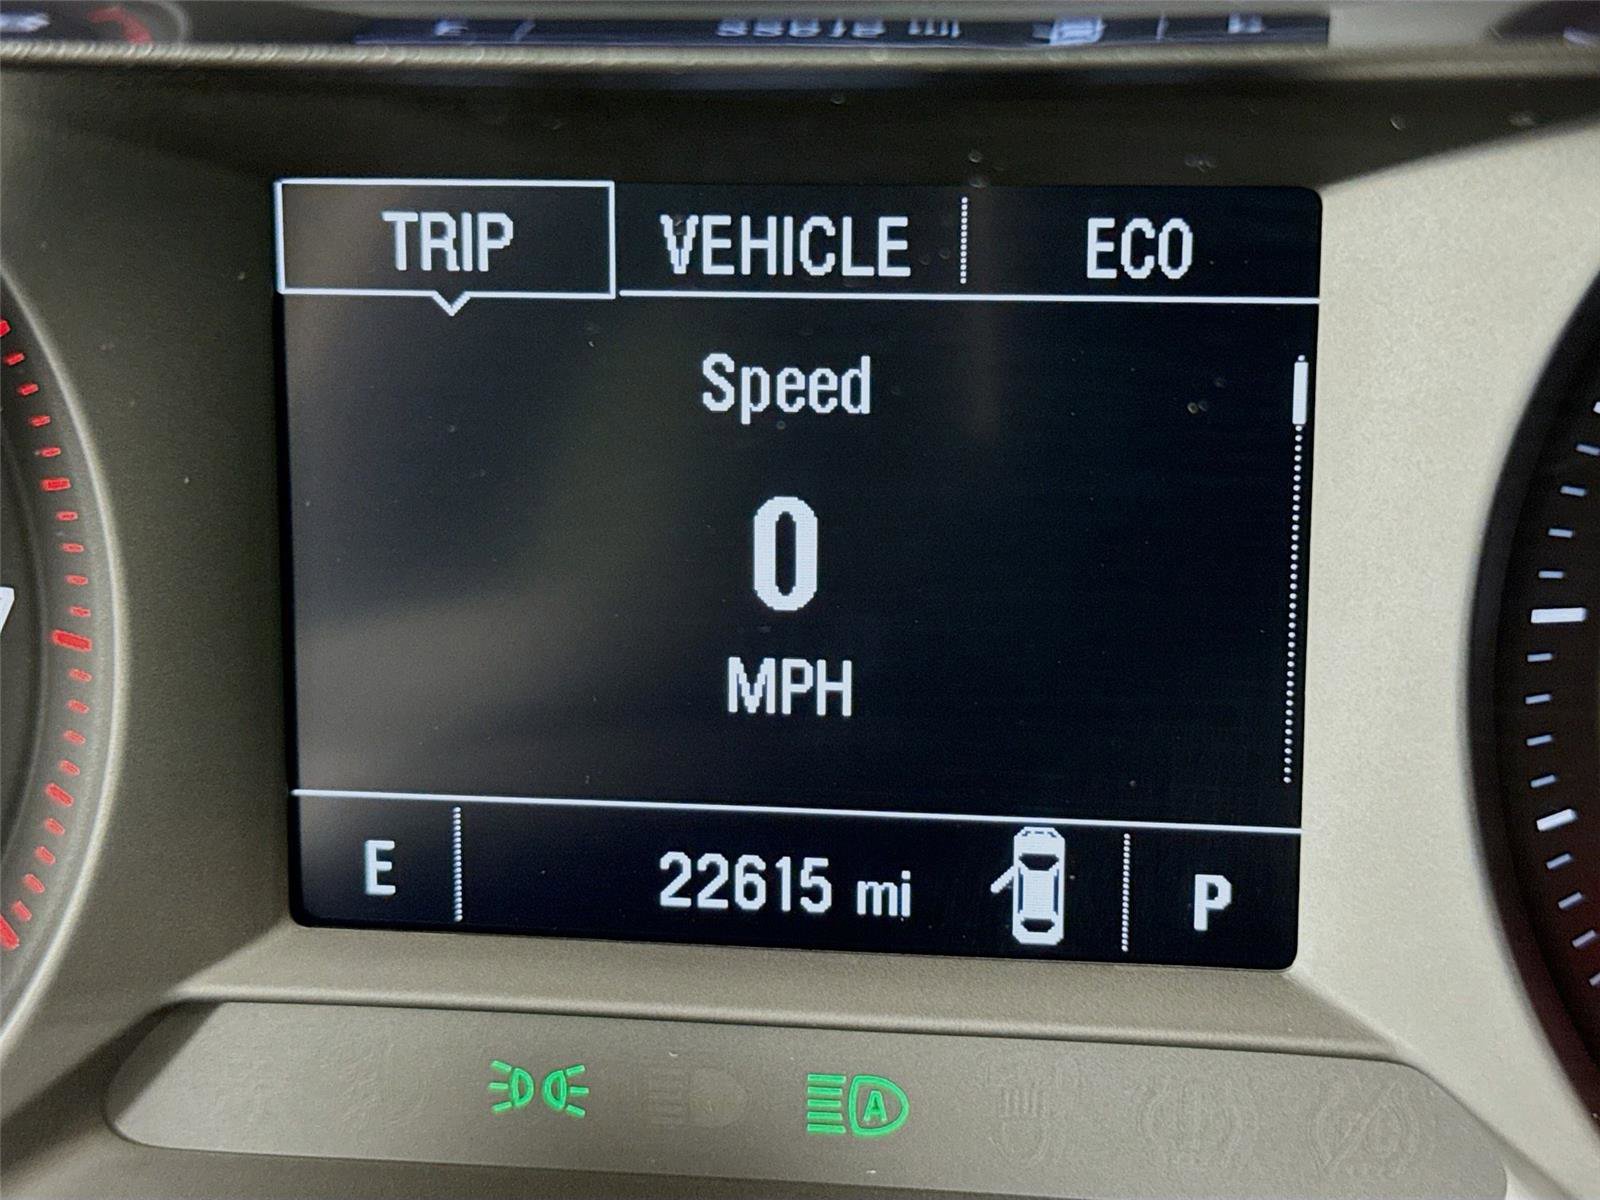 TRIP VEHICLE ECO
Speed
0
MPH
E 22615 mi P
A